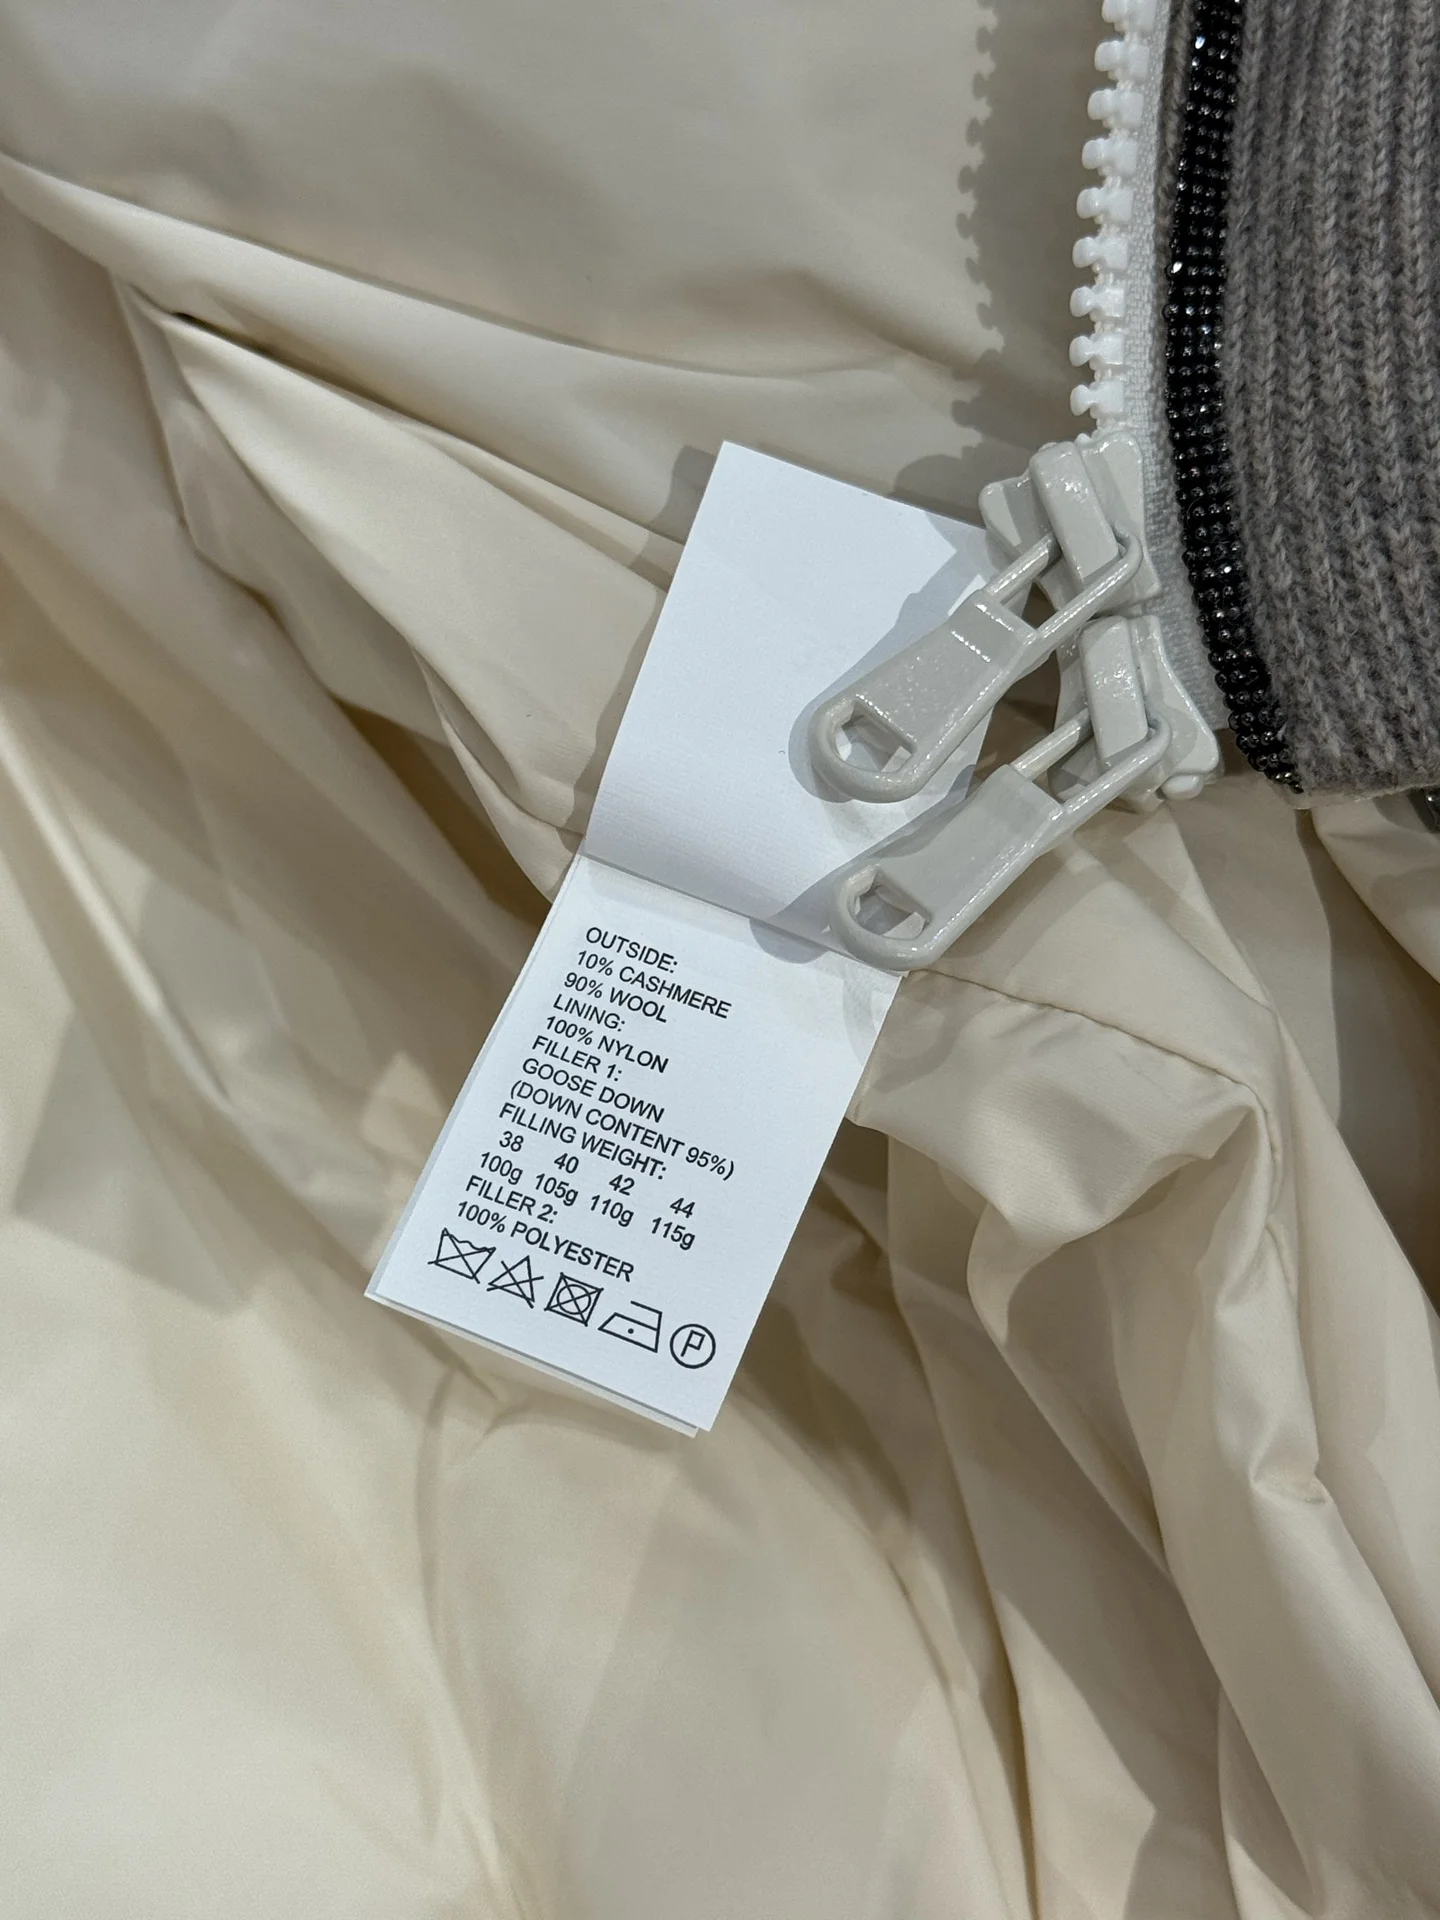 OUTSIDE:
10% CASHMERE
90% WOOL
LINING:
100% NYLON
FILLER 1:
GOOSE DOWN
(DOWN CONTENT 95%)
FILLING WEIGHT:
38 40 42 44
100g 105g 110g 115g
FILLER 2:
100% POLYESTER
P